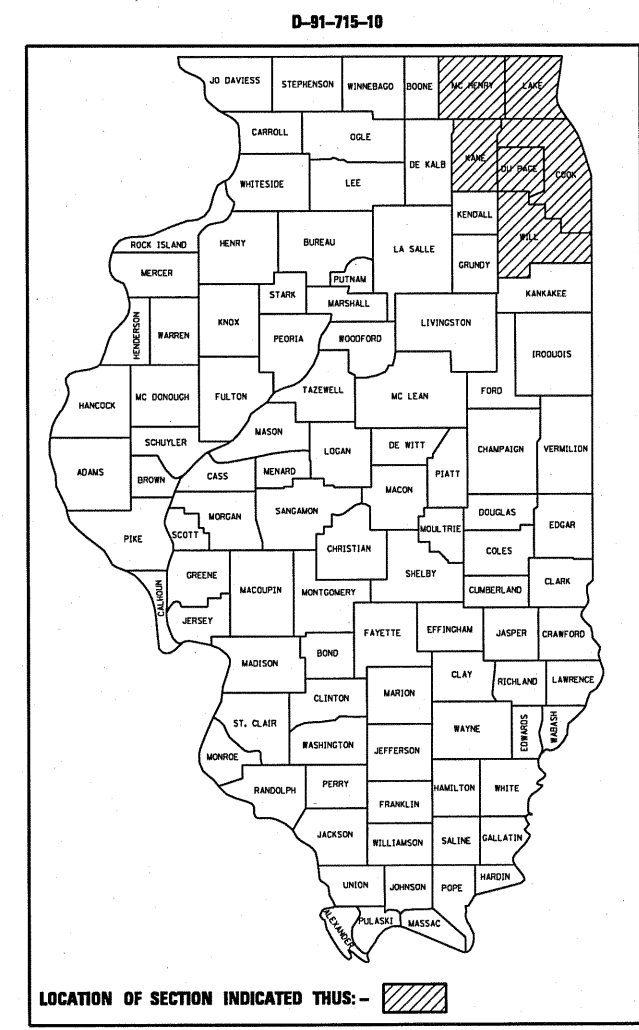 D-91-715-10
JO DAVIESS
STEPHENSON
WINNEBAGO
BOONE
MC HENRY
LAKE
CARROLL
OGLE
DE KALB
KANE
DU PAGE
COOK
WHITESIDE
LEE
KENDALL
WILL
ROCK ISLAND
HENRY
BUREAU
LA SALLE
GRUNDY
MERCER
PUTNAM
STARK
MARSHALL
KANKAKEE
HENDERSON
WARREN
KNOX
PEORIA
WOODFORD
LIVINGSTON
IROQUOIS
HANCOCK
MC DONOUGH
FULTON
TAZEWELL
MC LEAN
FORD
SCHUYLER
MASON
LOGAN
DE WITT
CHAMPAIGN
VERMILION
ADAMS
BROWN
CASS
MENARD
PIATT
MACON
MORGAN
SANGAMON
DOUGLAS
EDGAR
PIKE
SCOTT
CHRISTIAN
MOULTRIE
COLES
GREENE
MACOUPIN
MONTGOMERY
SHELBY
CUMBERLAND
CLARK
CALHOUN
JERSEY
FAYETTE
EFFINGHAM
JASPER
CRAWFORD
MADISON
BOND
CLAY
RICHLAND
LAWRENCE
CLINTON
MARION
ST. CLAIR
WAYNE
EDWARDS
WABASH
WASHINGTON
JEFFERSON
MONROE
RANDOLPH
PERRY
HAMILTON
WHITE
FRANKLIN
JACKSON
WILLIAMSON
SALINE
GALLATIN
UNION
JOHNSON
POPE
HARDIN
ALEXANDER
PULASKI
MASSAC
LOCATION OF SECTION INDICATED THUS: -